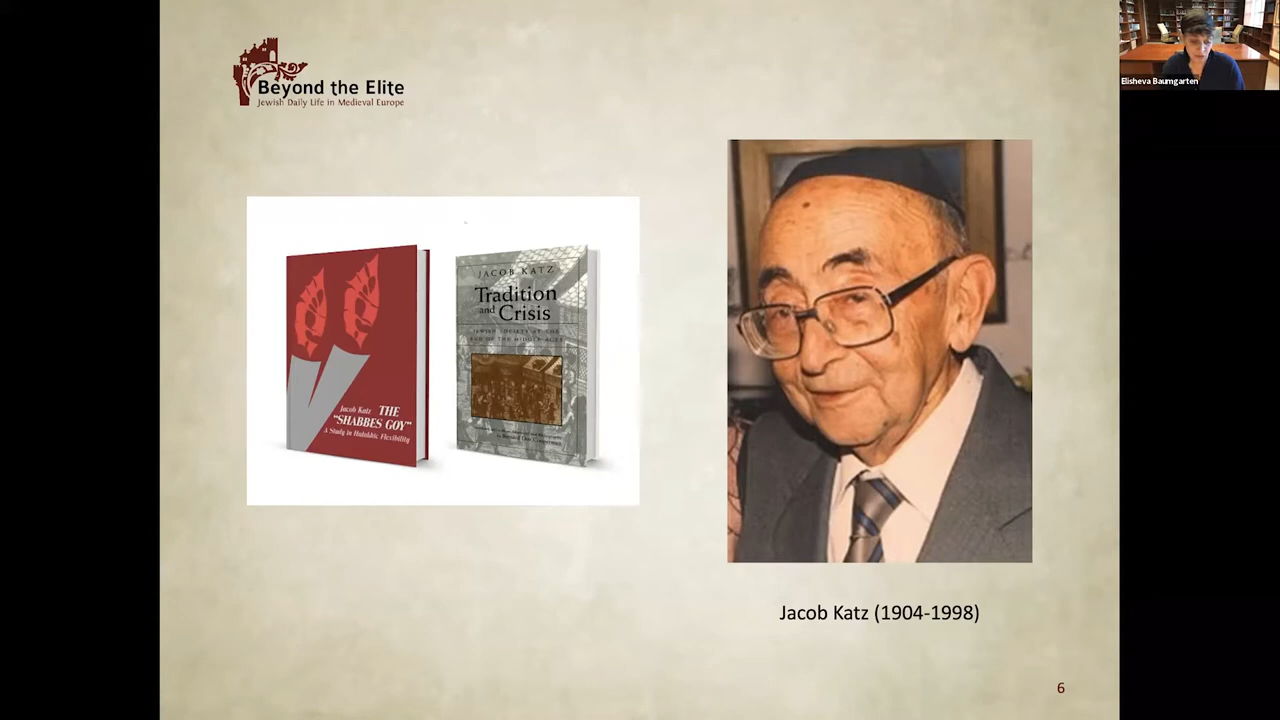 Beyond the Elite
Jewish Daily Life in Medieval Europe
Elisheva Baumgarten
Jacob Katz THE
"SHABBES GOY"
A Study in Halakhic Flexibility
JACOB KATZ
Tradition
and Crisis
JEWISH SOCIETY AT THE
END OF THE MIDDLE AGES
Jacob Katz (1904-1998)
6